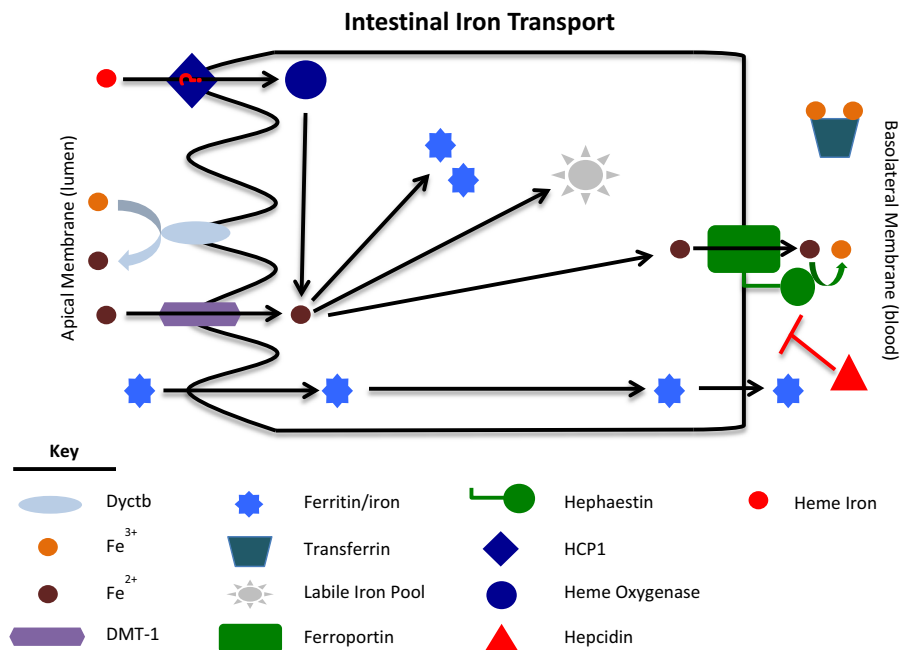 Intestinal Iron Transport
?
Apical Membrane (lumen)
Basolateral Membrane (blood)
Key
Dyctb
Ferritin/iron
Hephaestin
Heme Iron
Fe3+
Transferrin
HCP1
Fe2+
Labile Iron Pool
Heme Oxygenase
DMT-1
Ferroportin
Hepcidin